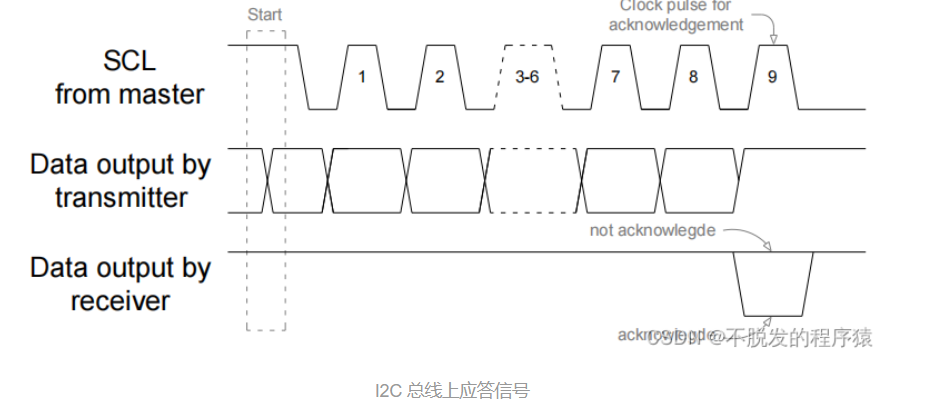 Start
Clock pulse for
acknowledgement
SCL
from master
1
2
3-6
7
8
9
Data output by
transmitter
not acknowlegde
Data output by
receiver
acknowlegde
CSDN @不脱发的程序猿
I2C 总线上应答信号